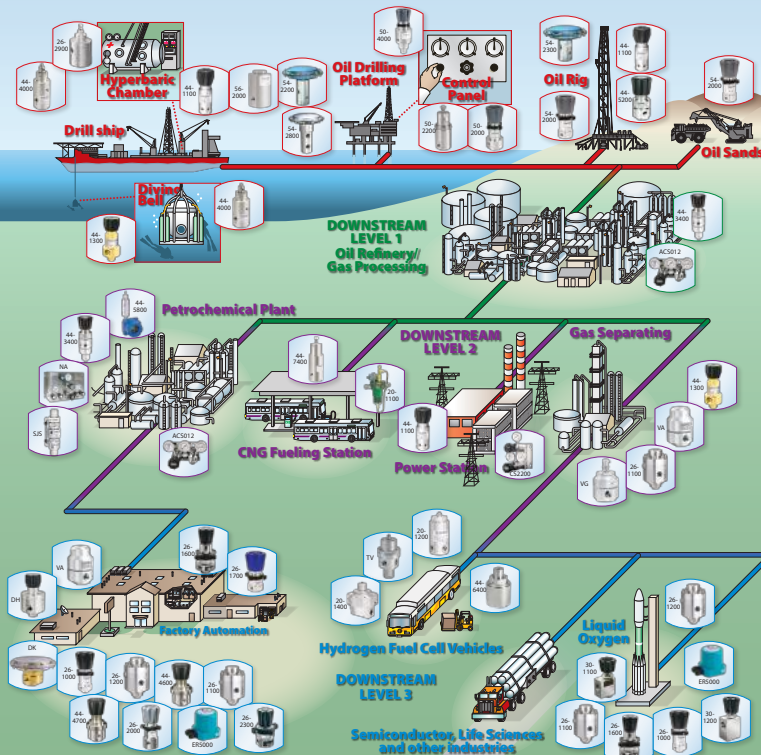 26-
2900
44-
4000
Hyperbaric
Chamber
44-
1100
56-
2000
54-
2200
54-
2800
50-
4000
Oil Drilling
Platform
Control
Panel
50-
2200
50-
2000
54-
2300
44-
1100
Oil Rig
54-
2000
44-
5200
54-
2000
Oil Sands
Drill ship
Diving
Bell
44-
4000
44-
1300
DOWNSTREAM
LEVEL 1
Oil Refinery/
Gas Processing
44-
3400
ACS012
44-
5800
Petrochemical Plant
44-
3400
NA
SJS
ACS012
44-
7400
20-
1100
CNG Fueling Station
DOWNSTREAM
LEVEL 2
44-
1100
Power Station
CS2200
Gas Separating
44-
1300
VA
26-
1100
VG
26-
1600
26-
1700
VA
DH
Factory Automation
DK
26-
1000
26-
1200
44-
4600
26-
1100
44-
4700
26-
2000
ER5000
26-
2300
20-
1200
TV
20-
1400
44-
6400
Hydrogen Fuel Cell Vehicles
DOWNSTREAM
LEVEL 3
Semiconductor, Life Sciences
and other industries
Liquid
Oxygen
26-
1200
30-
1100
ER5000
26-
1100
26-
1600
26-
1000
30-
1200